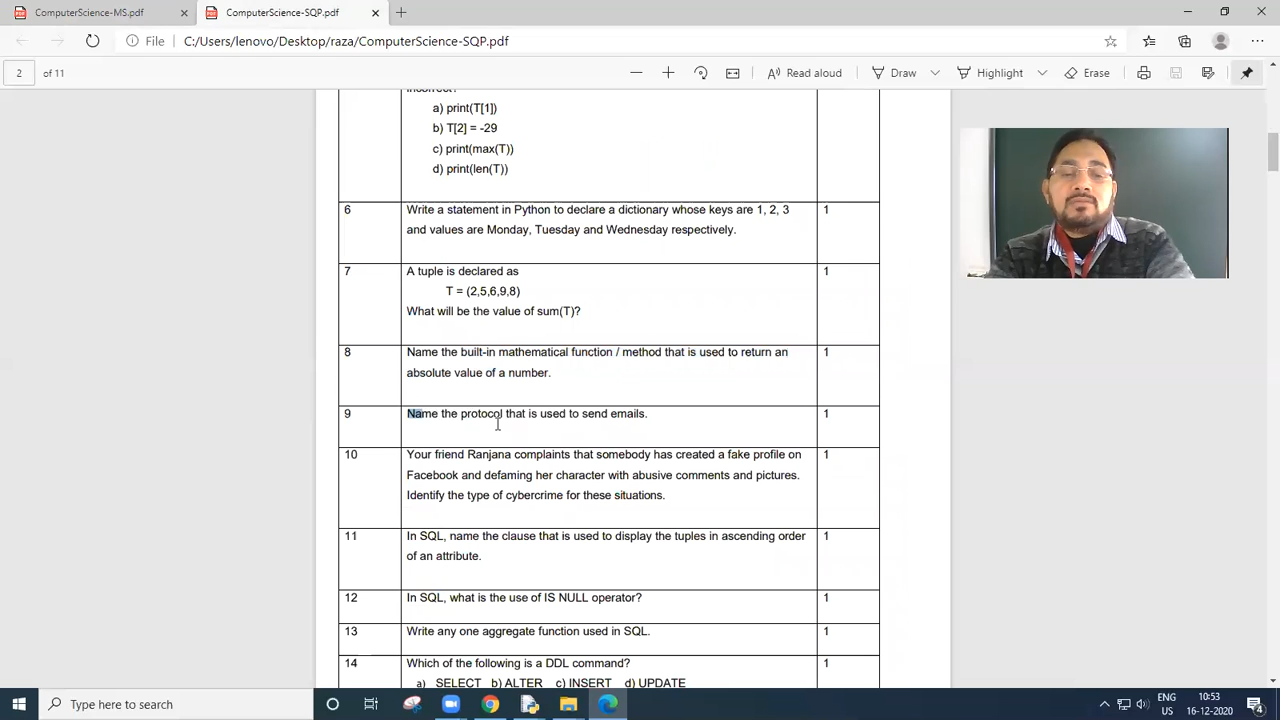 ComputerScience-MS.pdf
ComputerScience-SQP.pdf
File
C:/Users/lenovo/Desktop/raza/ComputerScience-SQP.pdf
2 of 11
Read aloud
Draw
Highlight
Erase
incorrect?
a) print(T[1])
b) T[2] = -29
c) print(max(T))
d) print(len(T))
6 Write a statement in Python to declare a dictionary whose keys are 1, 2, 3 1
and values are Monday, Tuesday and Wednesday respectively.
7 A tuple is declared as 1
T = (2,5,6,9,8)
What will be the value of sum(T)?
8 Name the built-in mathematical function / method that is used to return an 1
absolute value of a number.
9 Name the protocol that is used to send emails. 1
10 Your friend Ranjana complaints that somebody has created a fake profile on 1
Facebook and defaming her character with abusive comments and pictures.
Identify the type of cybercrime for these situations.
11 In SQL, name the clause that is used to display the tuples in ascending order 1
of an attribute.
12 In SQL, what is the use of IS NULL operator? 1
13 Write any one aggregate function used in SQL. 1
14 Which of the following is a DDL command? 1
a) SELECT b) ALTER c) INSERT d) UPDATE
Type here to search
ENG
US
10:53
16-12-2020
4